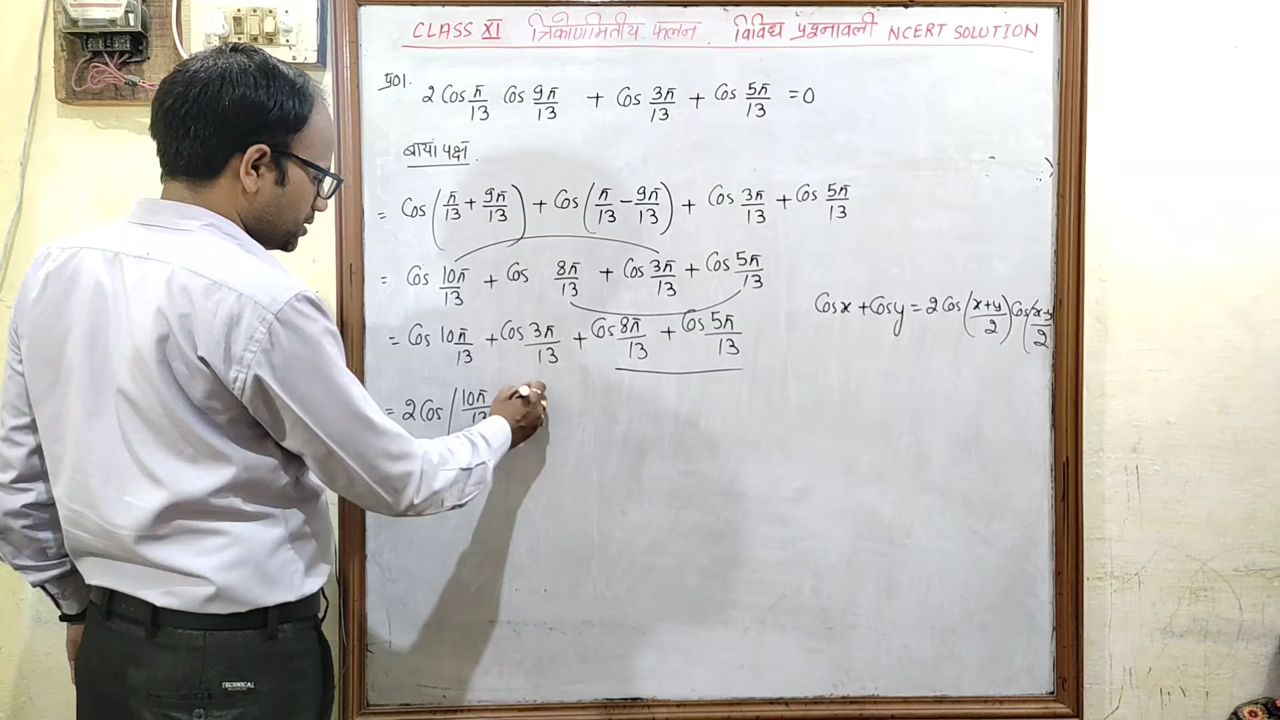 CLASS XI त्रिकोणमितीय फलन विविध प्रश्नावली NCERT SOLUTION
प्र01. 2 Cos π/13 Cos 9π/13 + Cos 3π/13 + Cos 5π/13 = 0
बायां पक्ष
= Cos(π/13 + 9π/13) + Cos(π/13 - 9π/13) + Cos 3π/13 + Cos 5π/13
= Cos 10π/13 + Cos 8π/13 + Cos 3π/13 + Cos 5π/13
Cosx + Cosy = 2 Cos(x+y/2) Cos(x-y/2
= Cos 10π/13 + Cos 3π/13 + Cos 8π/13 + Cos 5π/13
= 2 Cos(10π/13
TECHNICAL